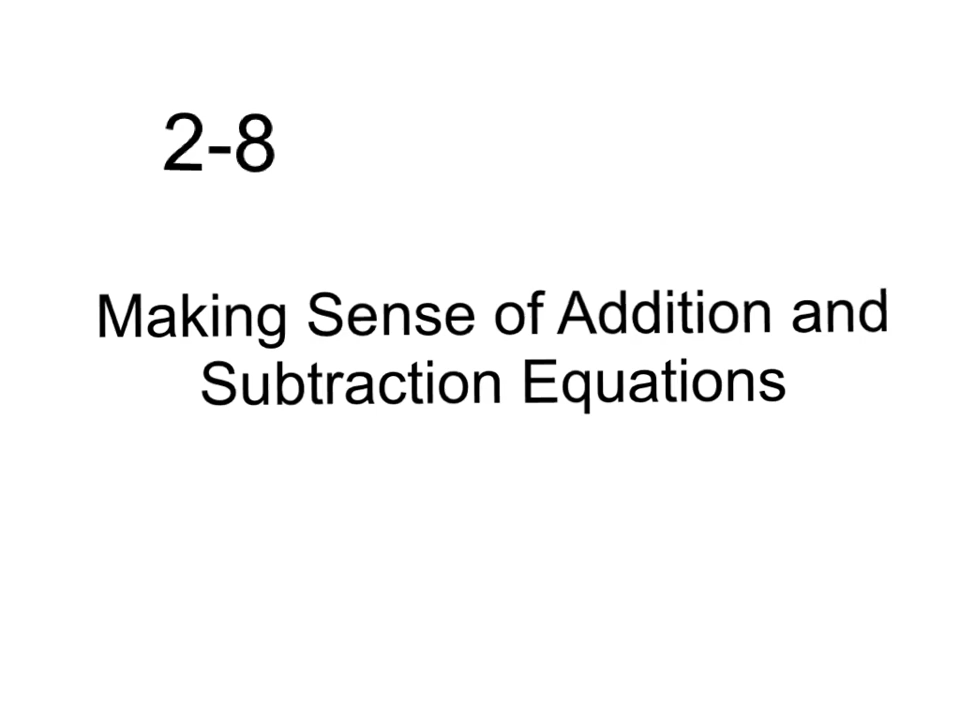 2-8
Making Sense of Addition and
Subtraction Equations